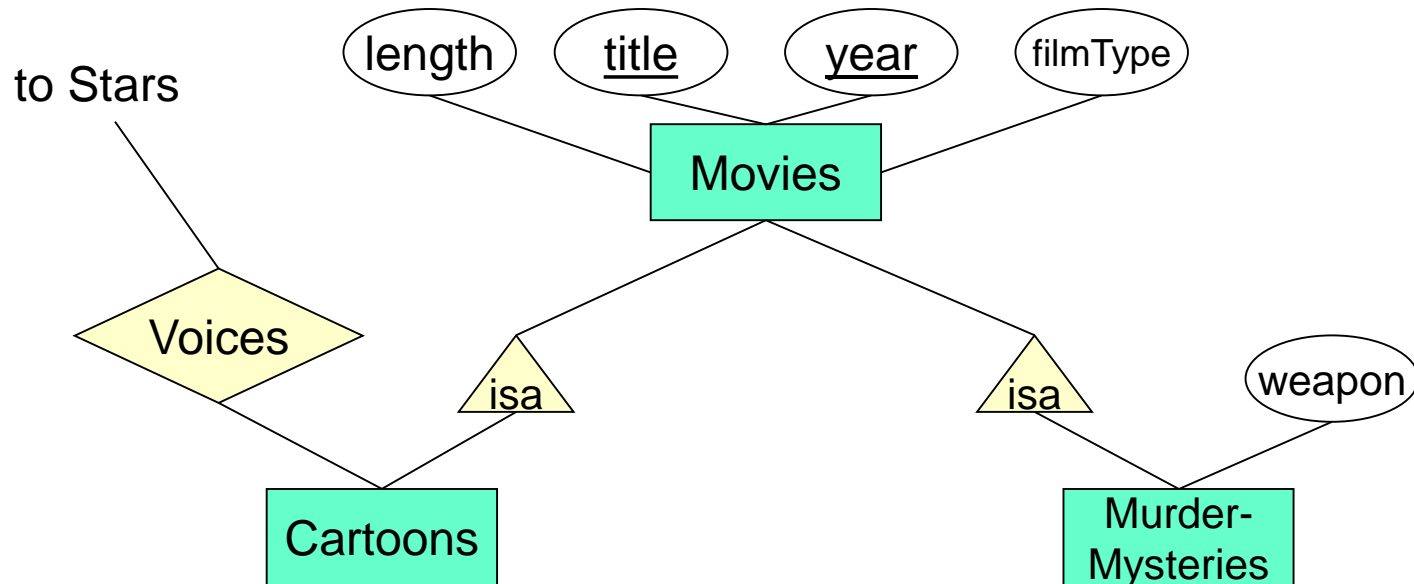 length
title
year
filmType
to Stars
Movies
Voices
isa
isa
weapon
Cartoons
Murder-
Mysteries